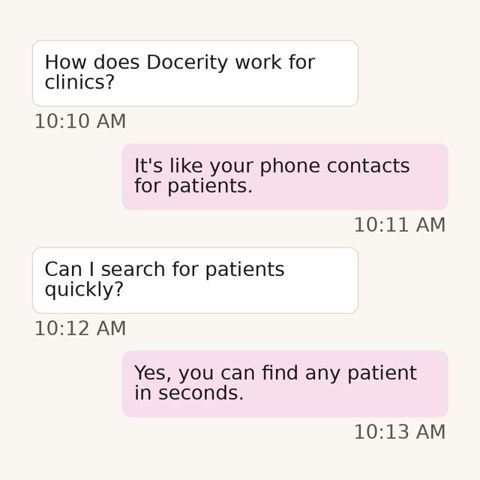 How does Docerity work for
clinics?
10:10 AM
It's like your phone contacts
for patients.
10:11 AM
Can I search for patients
quickly?
10:12 AM
Yes, you can find any patient
in seconds.
10:13 AM